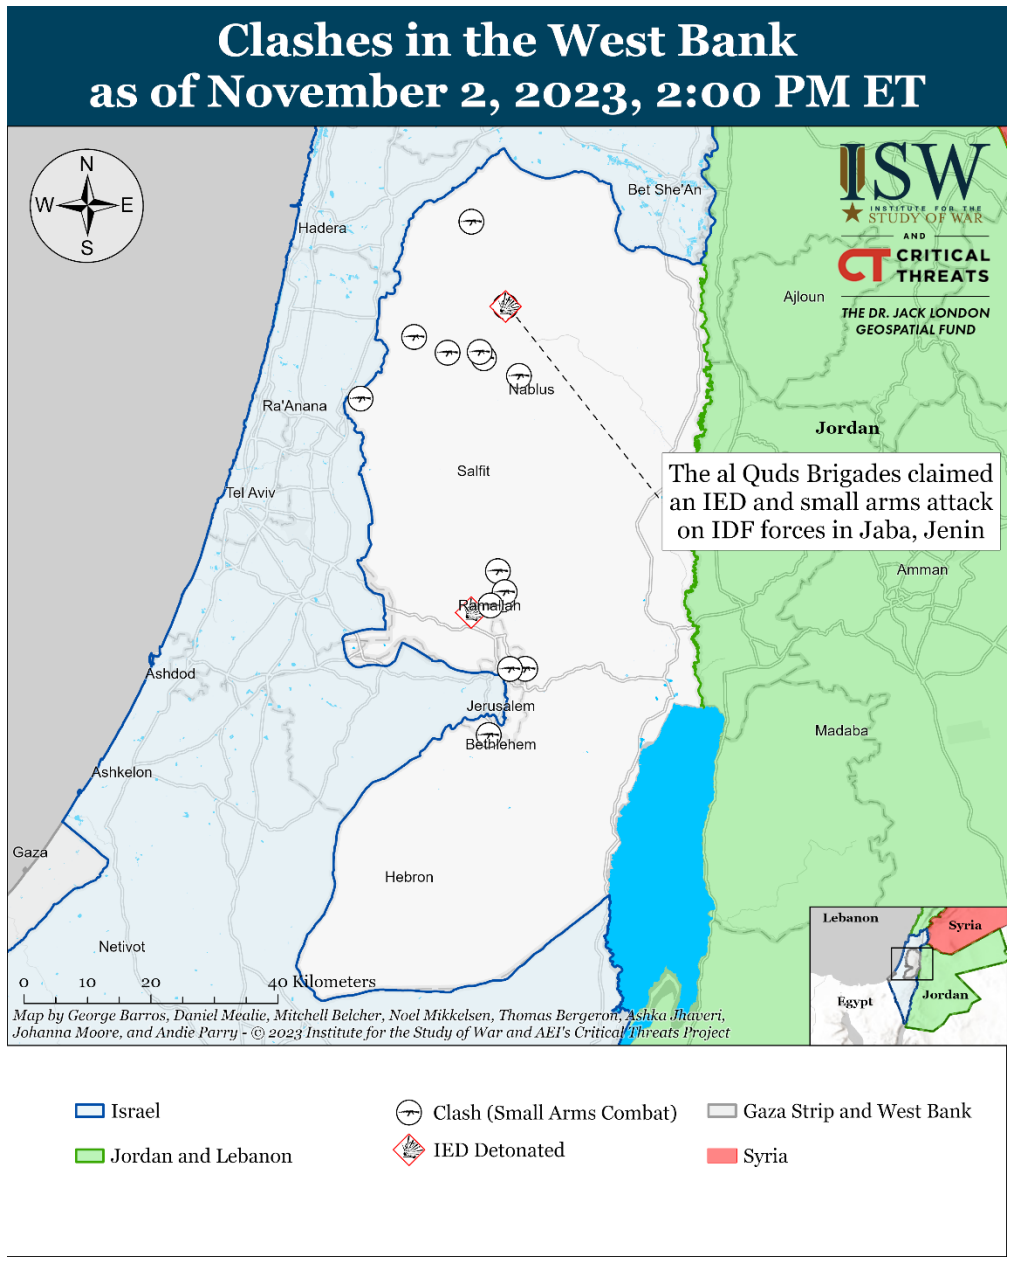 Clashes in the West Bank
as of November 2, 2023, 2:00 PM ET
N
W
E
S
ISW
INSTITUTE FOR THE
STUDY OF WAR
AND
CT CRITICAL
THREATS
THE DR. JACK LONDON
GEOSPATIAL FUND
Bet She'An
Hadera
Ajloun
Nablus
Ra'Anana
Jordan
Salfit
The al Quds Brigades claimed
an IED and small arms attack
on IDF forces in Jaba, Jenin
Tel Aviv
Amman
Ramallah
Ashdod
Jerusalem
Madaba
Bethlehem
Ashkelon
Gaza
Hebron
Netivot
Lebanon
Syria
Egypt
Jordan
0 10 20 40 Kilometers
Map by George Barros, Daniel Mealie, Mitchell Belcher, Noel Mikkelsen, Thomas Bergeron, Ashka Jhaveri,
Johanna Moore, and Andie Parry - © 2023 Institute for the Study of War and AEI's Critical Threats Project
Israel
Clash (Small Arms Combat)
Gaza Strip and West Bank
Jordan and Lebanon
IED Detonated
Syria